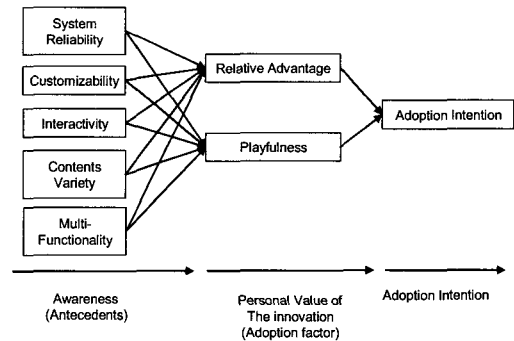 System
Reliability
Customizability
Interactivity
Contents
Variety
Multi-
Functionality
Relative Advantage
Playfulness
Adoption Intention
Awareness
(Antecedents)
Personal Value of
The innovation
(Adoption factor)
Adoption Intention